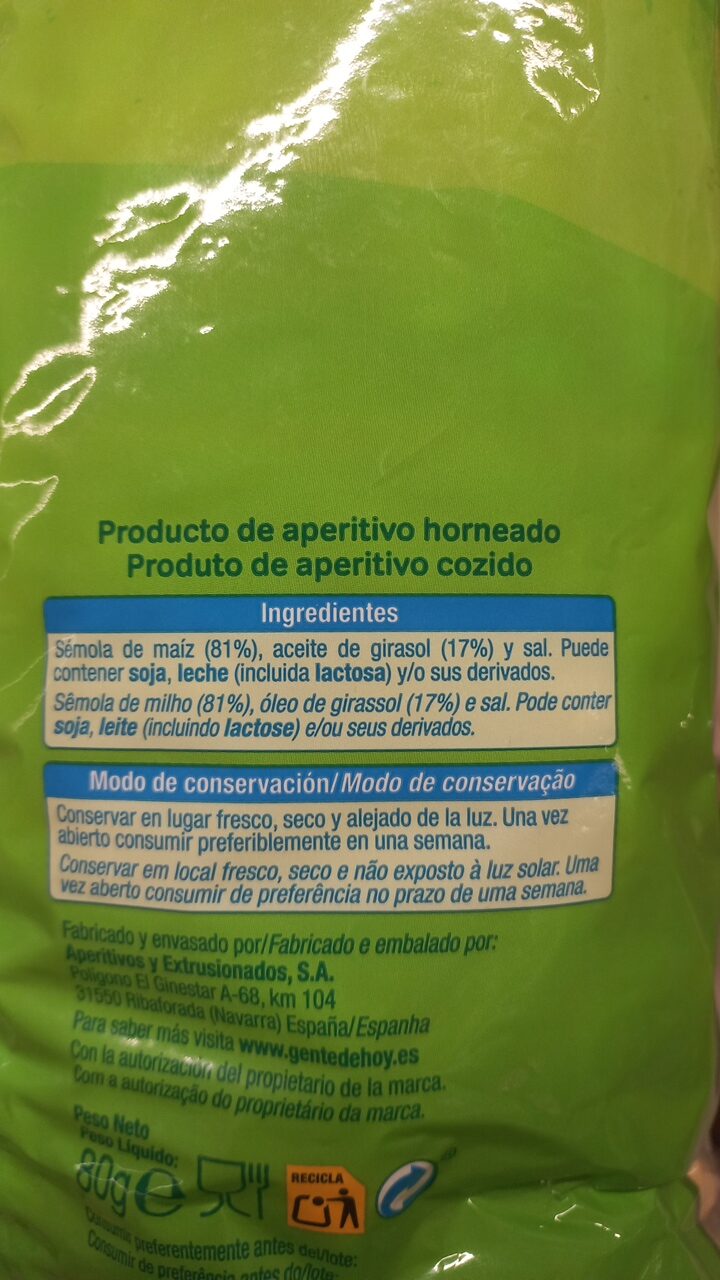 Producto de aperitivo horneado
Produto de aperitivo cozido
Ingredientes
Sémola de maíz (81%), aceite de girasol (17%) y sal. Puede
contener soja, leche (incluida lactosa) y/o sus derivados.
Sêmola de milho (81%), óleo de girassol (17%) e sal. Pode conter
soja, leite (incluindo lactose) e/ou seus derivados.
Modo de conservación/Modo de conservação
Conservar en lugar fresco, seco y alejado de la luz. Una vez
abierto consumir preferiblemente en una semana.
Conservar em local fresco, seco e não exposto à luz solar. Uma
vez aberto consumir de preferência no prazo de uma semana.
Fabricado y envasado por/Fabricado e embalado por:
Aperitivos y Extrusionados, S.A.
Polígono El Ginestar A-68, km 104
31550 Ribaforada (Navarra) España/Espanha
Para saber más visita www.gentedehoy.es
Con la autorización del propietario de la marca.
Com a autorização do proprietário da marca.
Peso Neto
Peso Líquido:
80g e
RECICLA
Consumir preferentemente antes del/lote:
Consumir de preferência antes do/lote: